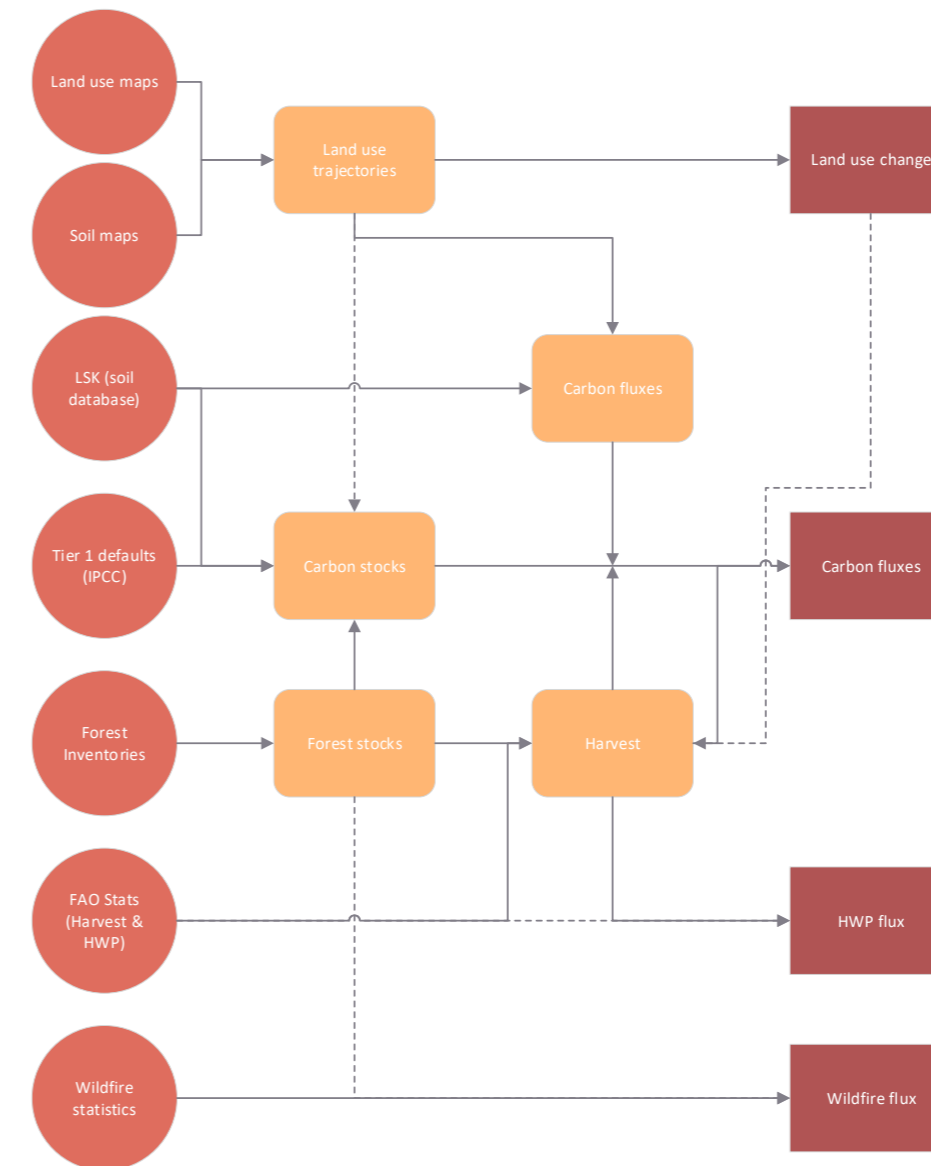 Land use maps
Land use
trajectories
Land use change
Soil maps
LSK (soil
database)
Carbon fluxes
Tier 1 defaults
(IPCC)
Carbon stocks
Carbon fluxes
Forest
Inventories
Forest stocks
Harvest
FAO Stats
(Harvest &
HWP)
HWP flux
Wildfire
statistics
Wildfire flux